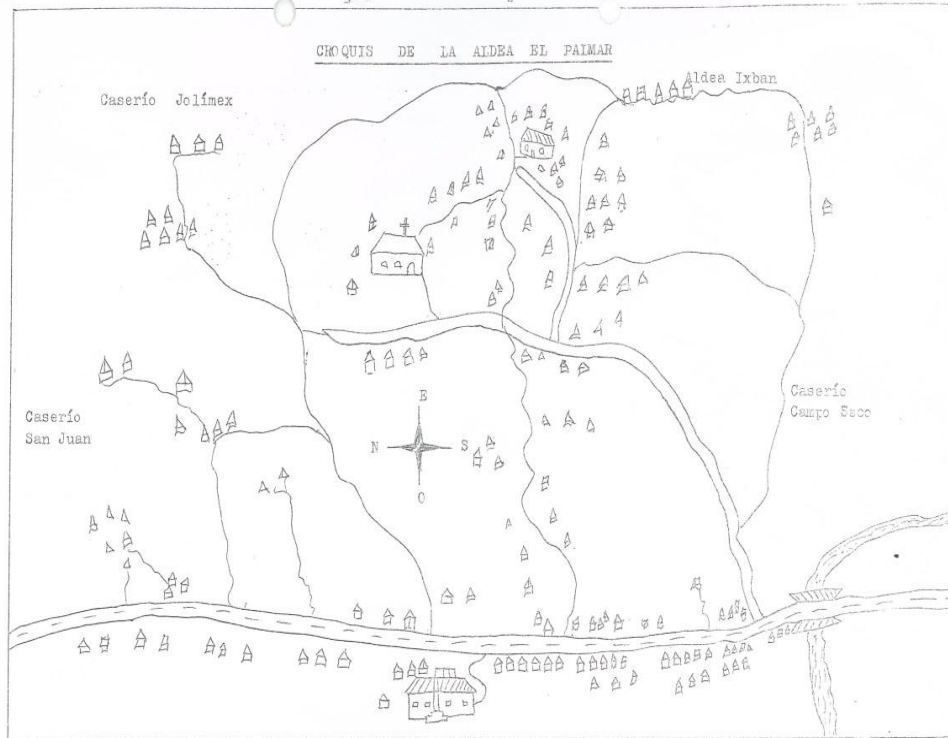 CROQUIS DE LA ALDEA EL PAIMAR
Aldea Ixban
Caserío Jolímex
Caserío
Campo Seco
Caserío
San Juan
E
N S
O